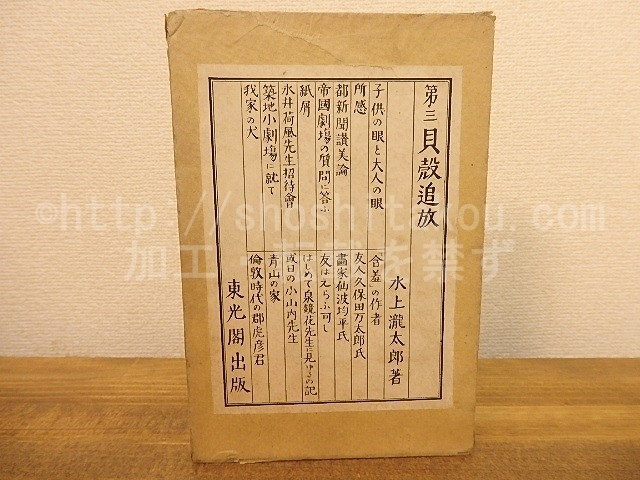 第三 貝殻追放
水上瀧太郎著
子供の眼と大人の眼
所感
都新聞讃美論
帝國劇場の質問に答ふ
紙屑
永井荷風先生招待會
築地小劇場に就て
我家の犬
「含羞」の作者
友人久保田万太郎氏
畫家仙波均平氏
友はえらぶ可し
はじめて泉鏡花先生に見ゆるの記
或日の小山内先生
青山の家
倫敦時代の郡虎彦君
東光閣出版
©http://shoshitakou.com
加工・転載を禁ず